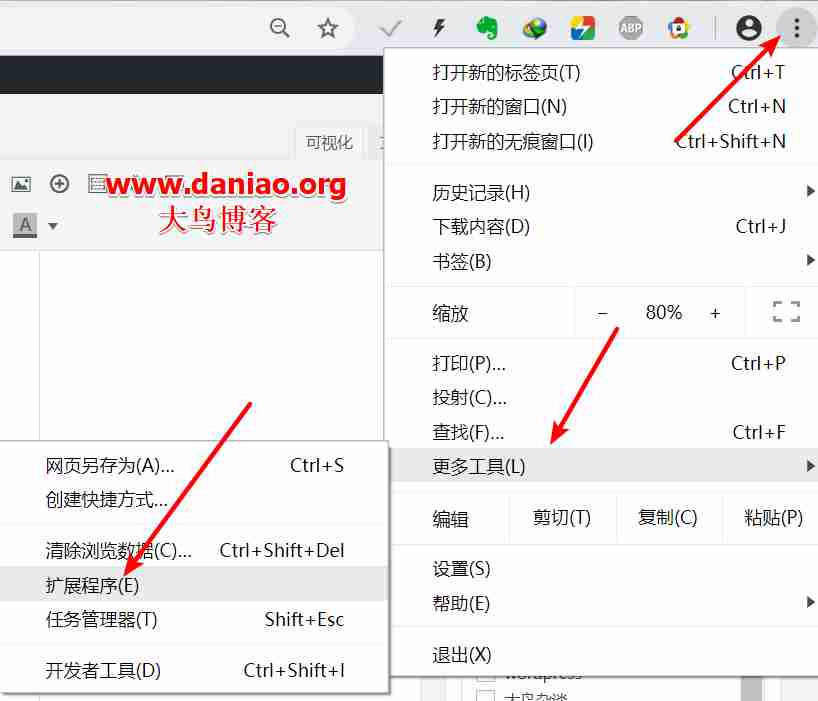 ABP
打开新的标签页(T) Ctrl+T
打开新的窗口(N) Ctrl+N
打开新的无痕窗口(I) Ctrl+Shift+N
可视化
www.daniao.org
大鸟博客
A
历史记录(H)
下载内容(D) Ctrl+J
书签(B)
缩放 − 80% +
打印(P)... Ctrl+P
投射(C)...
查找(F)... Ctrl+F
更多工具(L)
编辑 剪切(T) 复制(C) 粘贴(P)
设置(S)
帮助(E)
退出(X)
网页另存为(A)... Ctrl+S
创建快捷方式...
清除浏览数据(C)... Ctrl+Shift+Del
扩展程序(E)
任务管理器(T) Shift+Esc
开发者工具(D) Ctrl+Shift+I
wordpress
大鸟杂谈